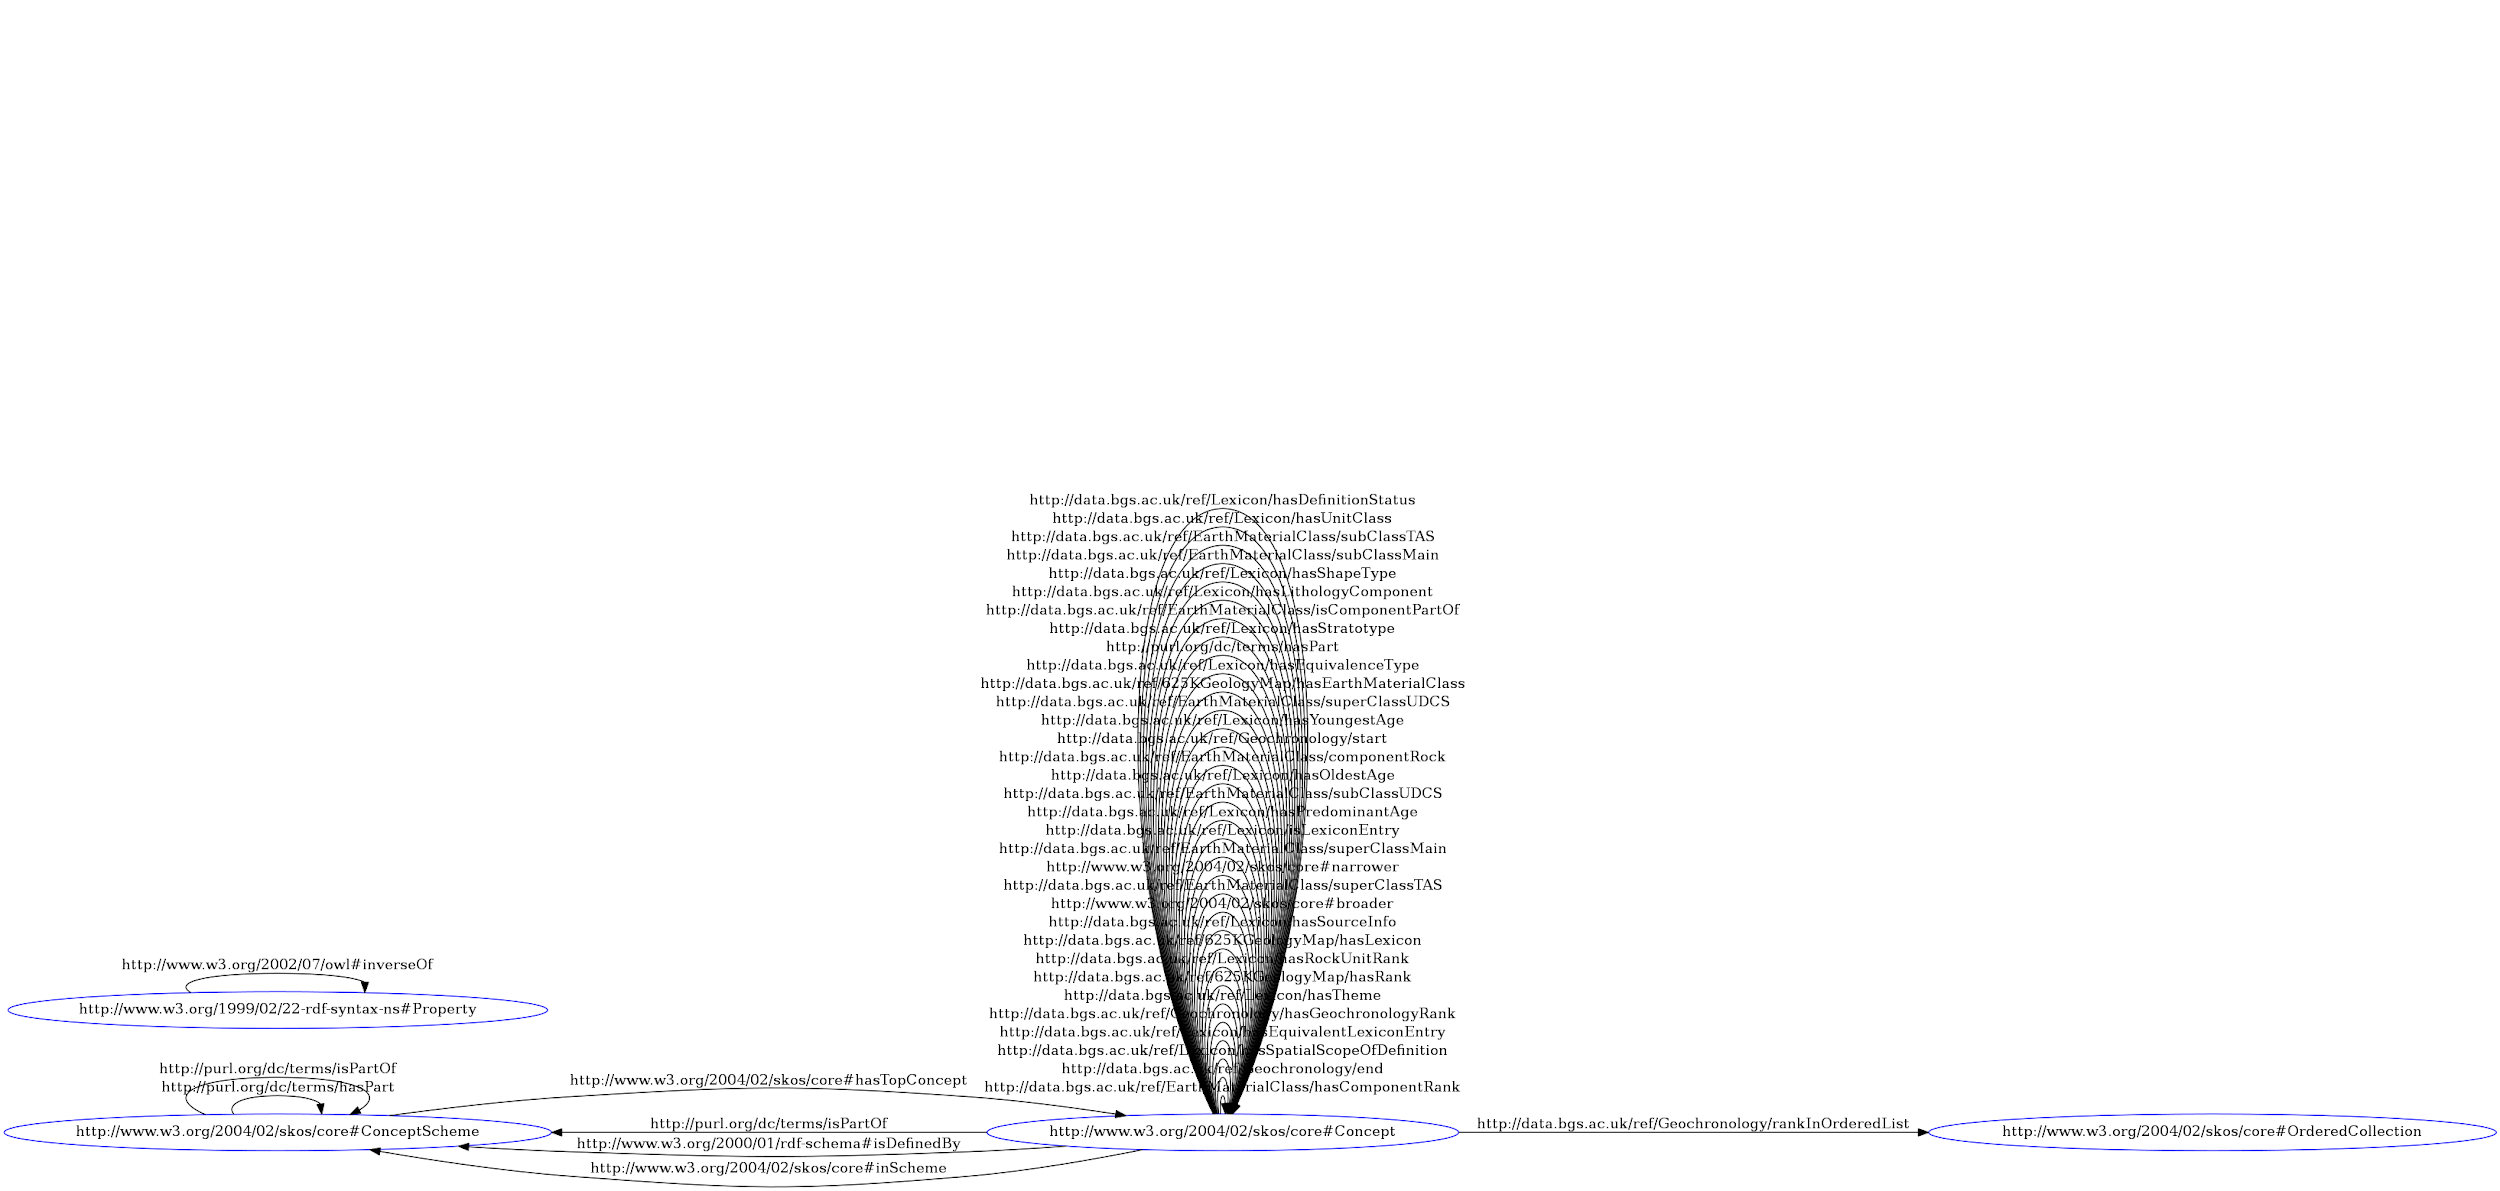 http://data.bgs.ac.uk/ref/Lexicon/hasDefinitionStatus
http://data.bgs.ac.uk/ref/Lexicon/hasUnitClass
http://data.bgs.ac.uk/ref/EarthMaterialClass/subClassTAS
http://data.bgs.ac.uk/ref/EarthMaterialClass/subClassMain
http://data.bgs.ac.uk/ref/Lexicon/hasShapeType
http://data.bgs.ac.uk/ref/Lexicon/hasLithologyComponent
http://data.bgs.ac.uk/ref/EarthMaterialClass/isComponentPartOf
http://data.bgs.ac.uk/ref/Lexicon/hasStratotype
http://purl.org/dc/terms/hasPart
http://data.bgs.ac.uk/ref/Lexicon/hasEquivalenceType
http://data.bgs.ac.uk/ref/625KGeologyMap/hasEarthMaterialClass
http://data.bgs.ac.uk/ref/EarthMaterialClass/superClassUDCS
http://data.bgs.ac.uk/ref/Lexicon/hasYoungestAge
http://data.bgs.ac.uk/ref/Geochronology/start
http://data.bgs.ac.uk/ref/EarthMaterialClass/componentRock
http://data.bgs.ac.uk/ref/Lexicon/hasOldestAge
http://data.bgs.ac.uk/ref/EarthMaterialClass/subClassUDCS
http://data.bgs.ac.uk/ref/Lexicon/hasPredominantAge
http://data.bgs.ac.uk/ref/Lexicon/isLexiconEntry
http://data.bgs.ac.uk/ref/EarthMaterialClass/superClassMain
http://www.w3.org/2004/02/skos/core#narrower
http://data.bgs.ac.uk/ref/EarthMaterialClass/superClassTAS
http://www.w3.org/2004/02/skos/core#broader
http://data.bgs.ac.uk/ref/Lexicon/hasSourceInfo
http://data.bgs.ac.uk/ref/625KGeologyMap/hasLexicon
http://data.bgs.ac.uk/ref/Lexicon/hasRockUnitRank
http://data.bgs.ac.uk/ref/625KGeologyMap/hasRank
http://data.bgs.ac.uk/ref/Lexicon/hasTheme
http://data.bgs.ac.uk/ref/Geochronology/hasGeochronologyRank
http://data.bgs.ac.uk/ref/Lexicon/hasEquivalentLexiconEntry
http://data.bgs.ac.uk/ref/Lexicon/hasSpatialScopeOfDefinition
http://data.bgs.ac.uk/ref/Geochronology/end
http://data.bgs.ac.uk/ref/EarthMaterialClass/hasComponentRank
http://www.w3.org/2002/07/owl#inverseOf
http://www.w3.org/1999/02/22-rdf-syntax-ns#Property
http://purl.org/dc/terms/isPartOf
http://purl.org/dc/terms/hasPart
http://www.w3.org/2004/02/skos/core#ConceptScheme
http://www.w3.org/2004/02/skos/core#hasTopConcept
http://purl.org/dc/terms/isPartOf
http://www.w3.org/2000/01/rdf-schema#isDefinedBy
http://www.w3.org/2004/02/skos/core#inScheme
http://www.w3.org/2004/02/skos/core#Concept
http://data.bgs.ac.uk/ref/Geochronology/rankInOrderedList
http://www.w3.org/2004/02/skos/core#OrderedCollection